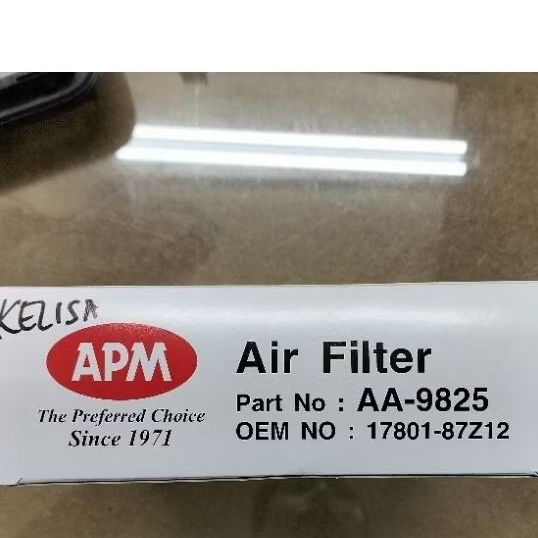 KELISA
APM
The Preferred Choice
Since 1971
Air Filter
Part No : AA-9825
OEM NO : 17801-87Z12